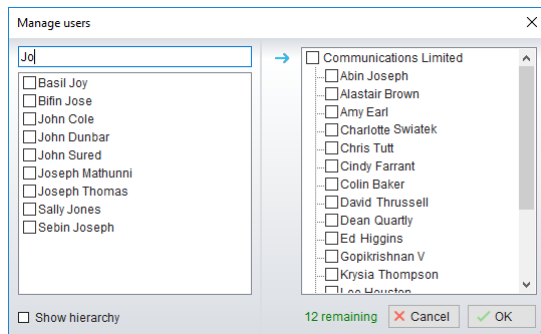 Manage users
Jo
Basil Joy
Bifin Jose
John Cole
John Dunbar
John Sured
Joseph Mathunni
Joseph Thomas
Sally Jones
Sebin Joseph
Show hierarchy
Communications Limited
Abin Joseph
Alastair Brown
Amy Earl
Charlotte Swiatek
Chris Tutt
Cindy Farrant
Colin Baker
David Thrussell
Dean Quartly
Ed Higgins
Gopikrishnan V
Krysia Thompson
Lee Houston
12 remaining
Cancel
OK